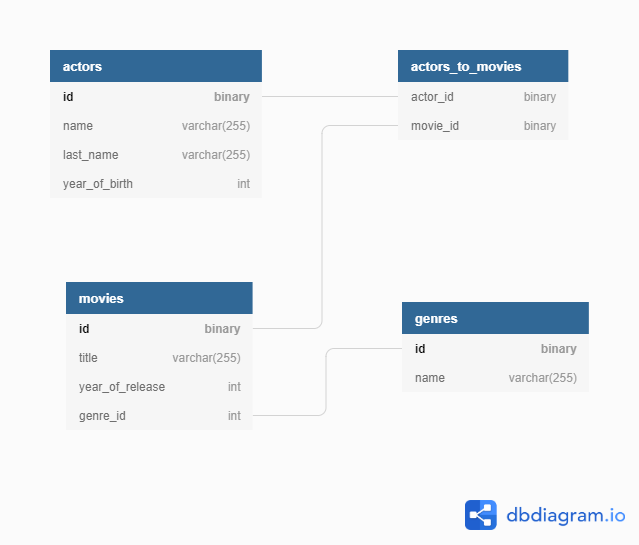 actors
id binary
name varchar(255)
last_name varchar(255)
year_of_birth int
actors_to_movies
actor_id binary
movie_id binary
movies
id binary
title varchar(255)
year_of_release int
genre_id int
genres
id binary
name varchar(255)
dbdiagram.io